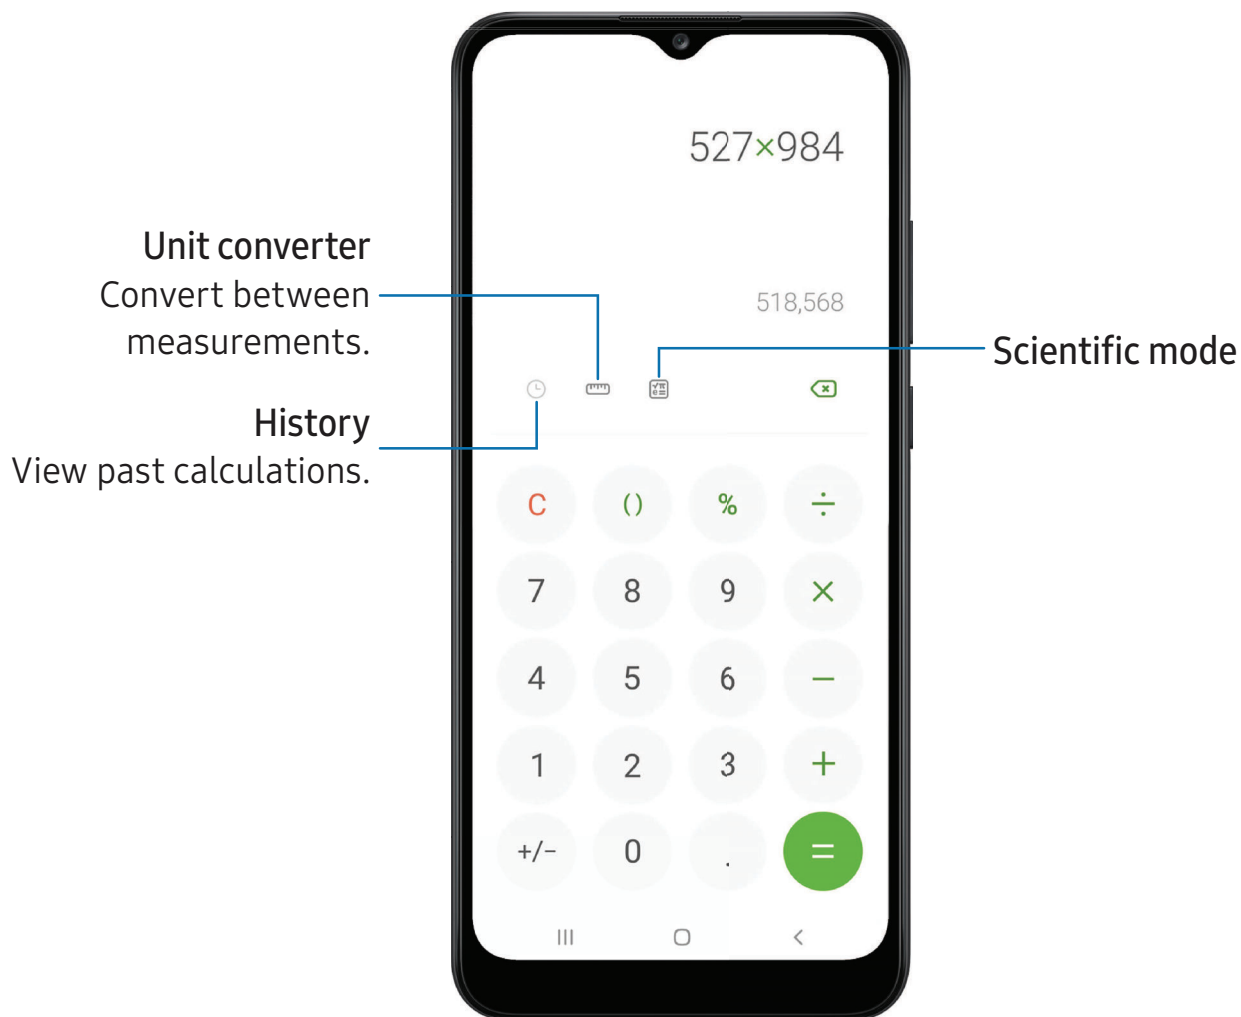 527×984
Unit converter
Convert between
measurements.
518,568
Scientific mode
History
View past calculations.
C () % ÷
7 8 9 ×
4 5 6 −
1 2 3 +
+/− 0 . =